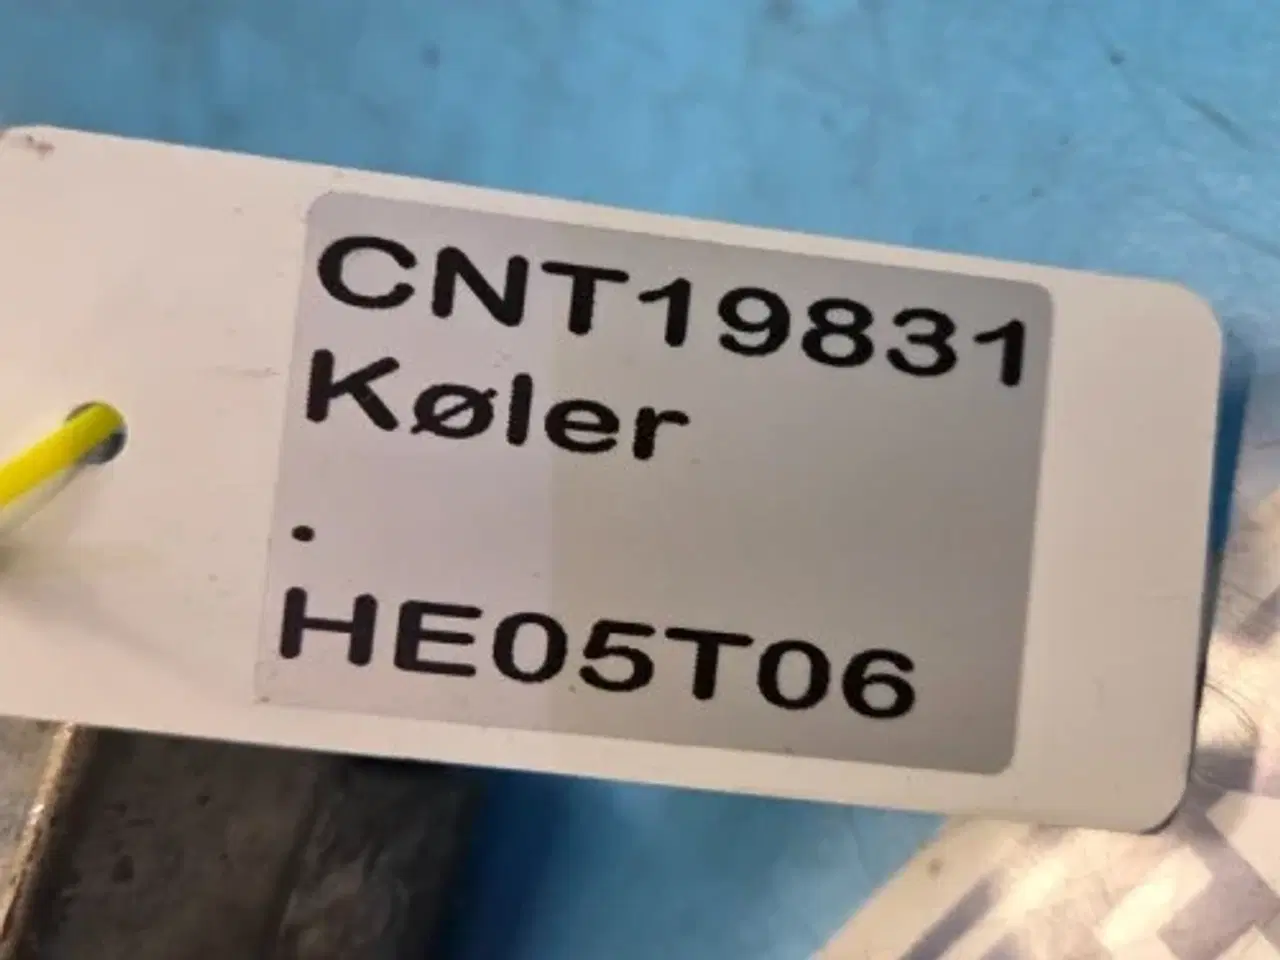 CNT19831
Køler
.
HE05T06